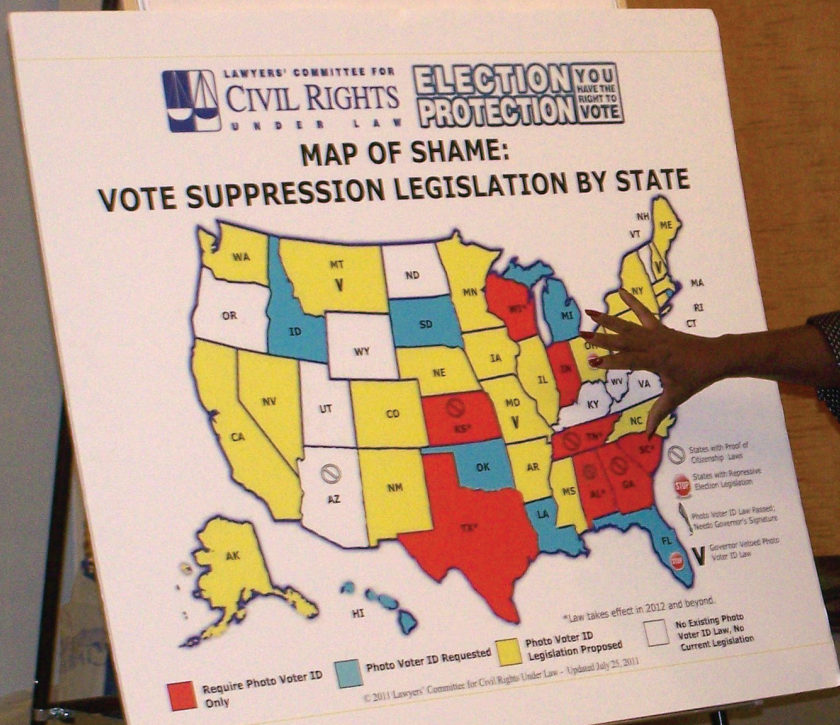 LAWYERS' COMMITTEE FOR
CIVIL RIGHTS
UNDER LAW
ELECTION
PROTECTION
YOU
HAVE THE
RIGHT TO
VOTE
MAP OF SHAME:
VOTE SUPPRESSION LEGISLATION BY STATE
NH
VT
ME
WA
MT
V
ND
MN
V
NY
MA
RI
CT
OR
ID
SD
WI*
MI
WY
IA
NE
IL
IN
OH
NV
UT
CO
CA
KS*
MO
V
KY
WV
VA
NC
TN*
SC*
AZ
NM
OK
AR
MS
AL*
GA
TX*
LA
FL
STOP
AK
HI
States with Proof of
Citizenship Laws
STOP
States with Repressive
Election Legislation
Photo Voter ID Law Passed;
Needs Governor's Signature
V
Governor Vetoed Photo
Voter ID Law
*Law takes effect in 2012 and beyond.
Require Photo Voter ID
Only
Photo Voter ID Requested
Photo Voter ID
Legislation Proposed
No Existing Photo
Voter ID Law, No
Current Legislation
© 2011 Lawyers' Committee for Civil Rights Under Law - Updated July 25, 2011